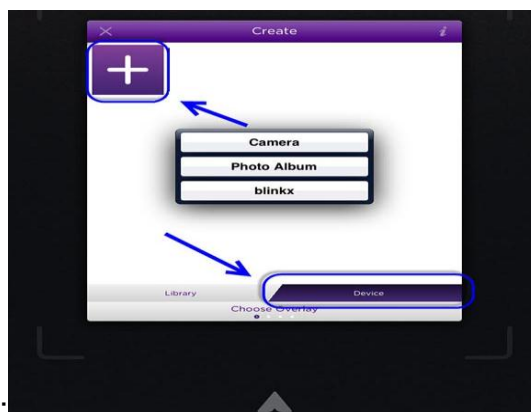 Create
Camera
Photo Album
blinkx
Library
Device
Choose Overlay